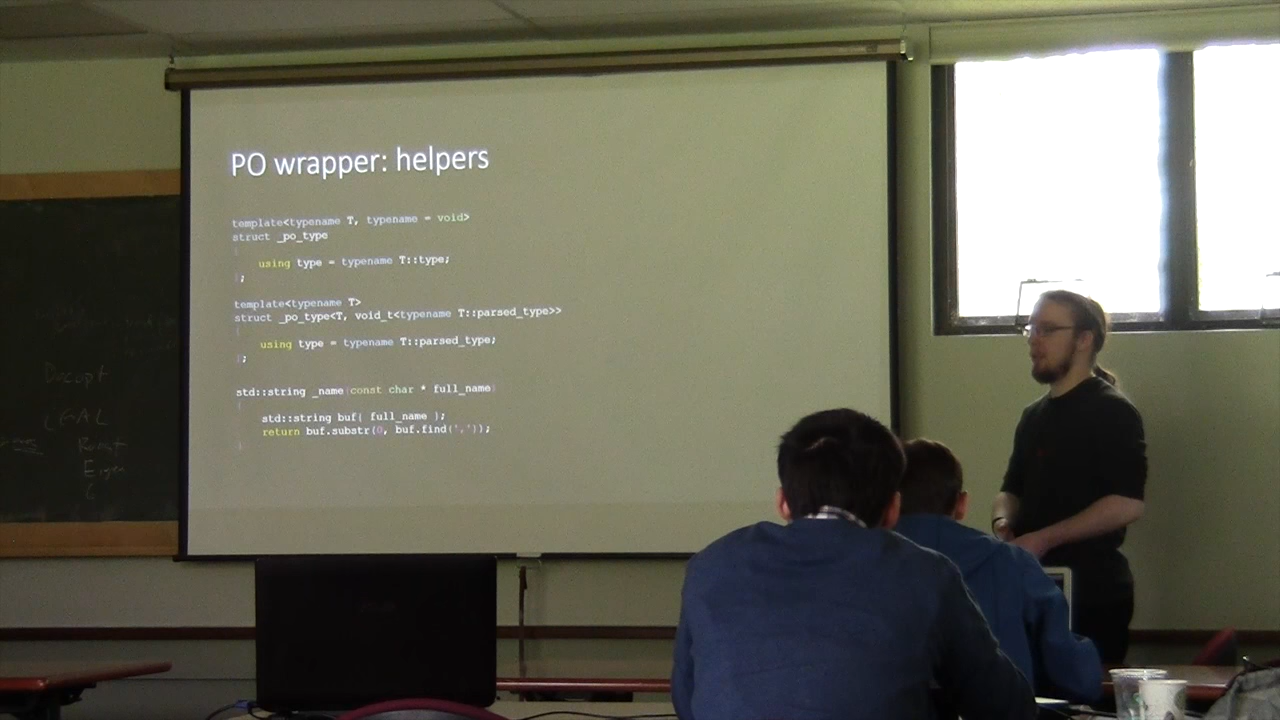 PO wrapper: helpers
template<typename T, typename = void>
struct _po_type
{
using type = typename T::type;
};
template<typename T>
struct _po_type<T, void_t<typename T::parsed_type>>
{
using type = typename T::parsed_type;
};
std::string _name(const char * full_name)
{
std::string buf( full_name );
return buf.substr(0, buf.find(','));
}
Docopt